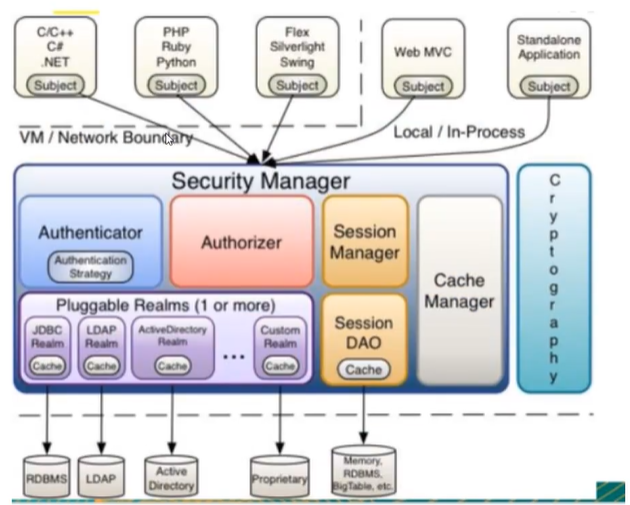 C/C++
C#
.NET
Subject
PHP
Ruby
Python
Subject
Flex
Silverlight
Swing
Subject
Web MVC
Subject
Standalone
Application
Subject
VM / Network Boundary
Local / In-Process
Security Manager
Authenticator
Authentication
Strategy
Authorizer
Session
Manager
Cache
Manager
Pluggable Realms (1 or more)
JDBC
Realm
Cache
LDAP
Realm
Cache
ActiveDirectory
Realm
Cache
...
Custom
Realm
Cache
Session
DAO
Cache
C
r
y
p
t
o
g
r
a
p
h
y
RDBMS
LDAP
Active
Directory
Proprietary
Memory,
RDBMS,
BigTable, etc.